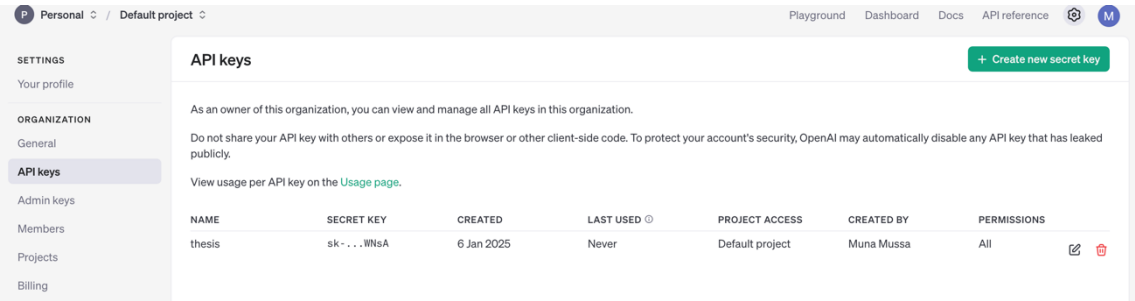 P Personal / Default project
Playground Dashboard Docs API reference M
SETTINGS
Your profile
ORGANIZATION
General
API keys
Admin keys
Members
Projects
Billing
API keys
+ Create new secret key
As an owner of this organization, you can view and manage all API keys in this organization.
Do not share your API key with others or expose it in the browser or other client-side code. To protect your account's security, OpenAI may automatically disable any API key that has leaked
publicly.
View usage per API key on the Usage page.
NAME SECRET KEY CREATED LAST USED PROJECT ACCESS CREATED BY PERMISSIONS
thesis sk-...WNsA 6 Jan 2025 Never Default project Muna Mussa All